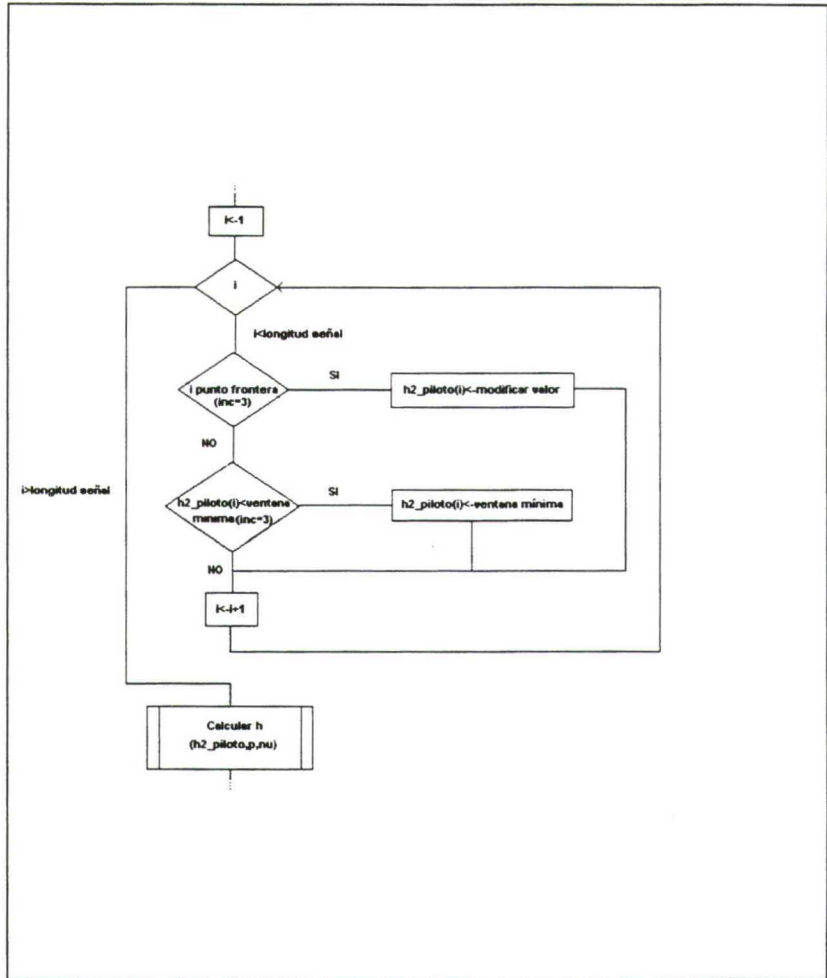 i<-1
i
i<longitud señal
i punto frontera
(inc=3)
SI
h2_piloto(i)<-modificar valor
NO
i>longitud señal
h2_piloto(i)<ventana
minima(inc=3)
SI
h2_piloto(i)<-ventana mínima
NO
i<-i+1
Calcular h
(h2_piloto,p,nu)